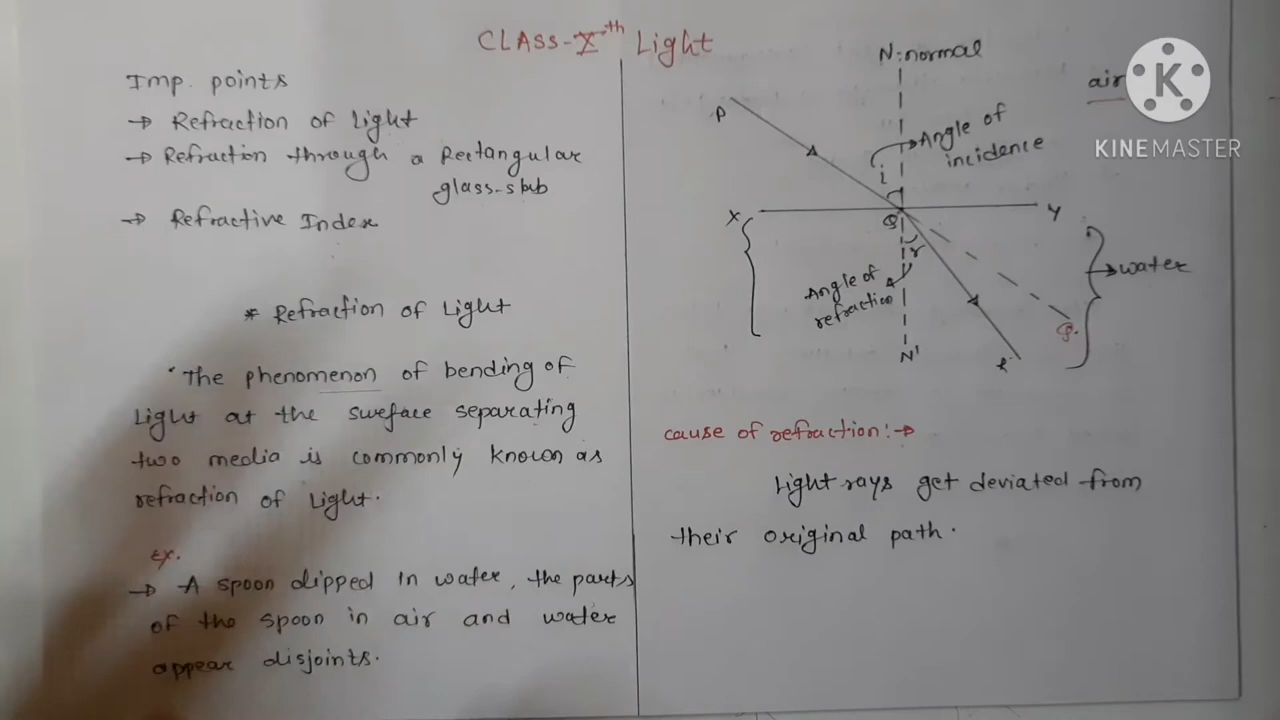 CLASS-Xth Light
Imp. points
→ Refraction of Light
→ Refraction through a Rectangular
glass-slab
→ Refractive Index
* Refraction of Light
The phenomenon of bending of
Light at the sweface separating
two media is commonly known as
refraction of Light.
Ex.
→ A spoon dipped in water, the parts
of the spoon in air and water
appear disjoints.
N:normal
air
P
Angle of
incidence
i
X
Y
Q
r
Angle of
refraction
water
N'
cause of refraction:→
Light rays get deviated from
their original path.
K
KINEMASTER